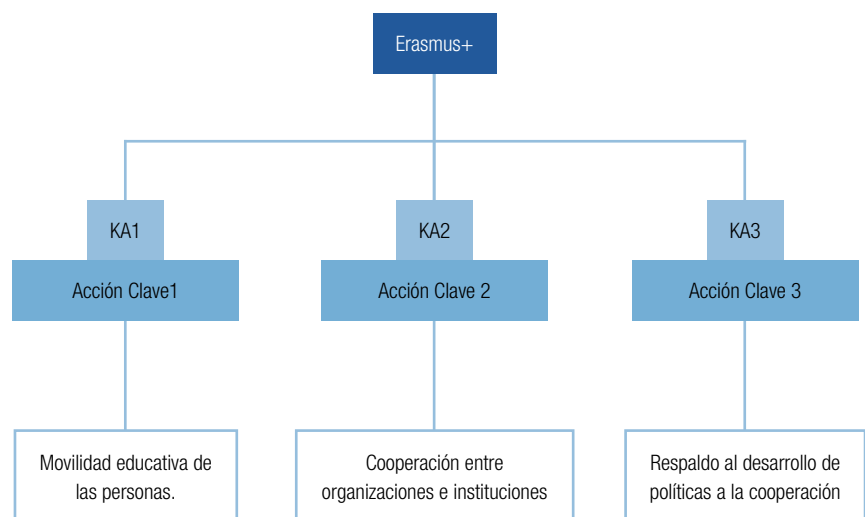 Erasmus+
KA1
KA2
KA3
Acción Clave1
Acción Clave 2
Acción Clave 3
Movilidad educativa de
las personas.
Cooperación entre
organizaciones e instituciones
Respaldo al desarrollo de
políticas a la cooperación